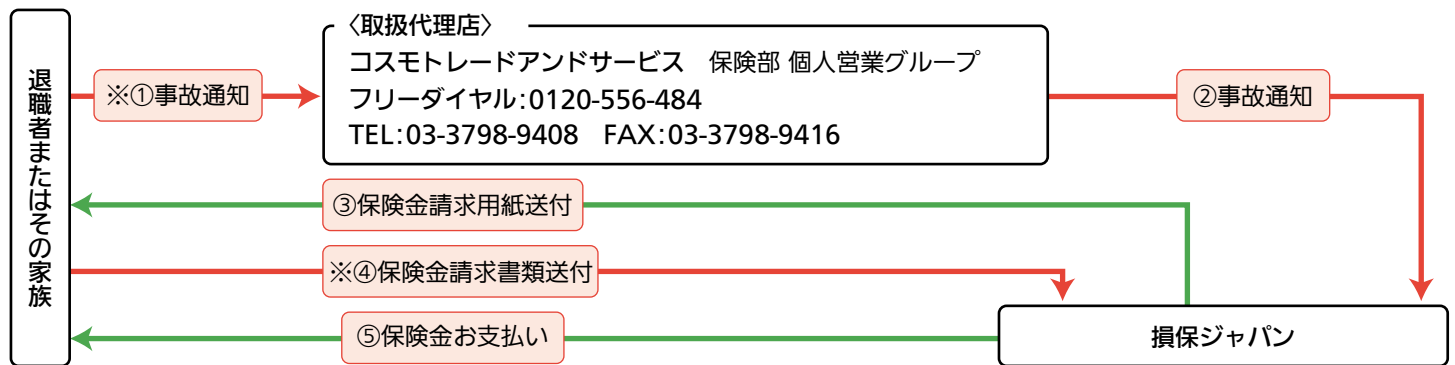 退職者またはその家族
※①事故通知
〈取扱代理店〉
コスモトレードアンドサービス　保険部 個人営業グループ
フリーダイヤル:0120-556-484
TEL:03-3798-9408　FAX:03-3798-9416
②事故通知
③保険金請求用紙送付
※④保険金請求書類送付
⑤保険金お支払い
損保ジャパン